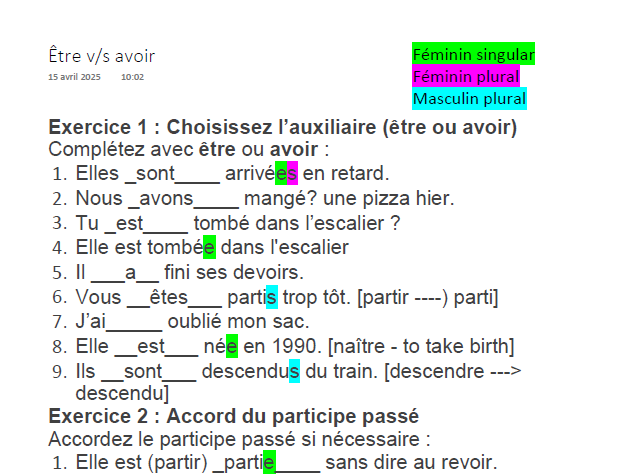 Être v/s avoir
15 avril 2025 10:02
Féminin singular
Féminin plural
Masculin plural
Exercice 1 : Choisissez l’auxiliaire (être ou avoir)
Complétez avec être ou avoir :
1. Elles _sont____ arrivées en retard.
2. Nous _avons____ mangé? une pizza hier.
3. Tu _est____ tombé dans l’escalier ?
4. Elle est tombée dans l'escalier
5. Il ___a__ fini ses devoirs.
6. Vous __êtes___ partis trop tôt. [partir ----) parti]
7. J’ai_____ oublié mon sac.
8. Elle __est___ née en 1990. [naître - to take birth]
9. Ils __sont___ descendus du train. [descendre --->
descendu]
Exercice 2 : Accord du participe passé
Accordez le participe passé si nécessaire :
1. Elle est (partir) _partie____ sans dire au revoir.